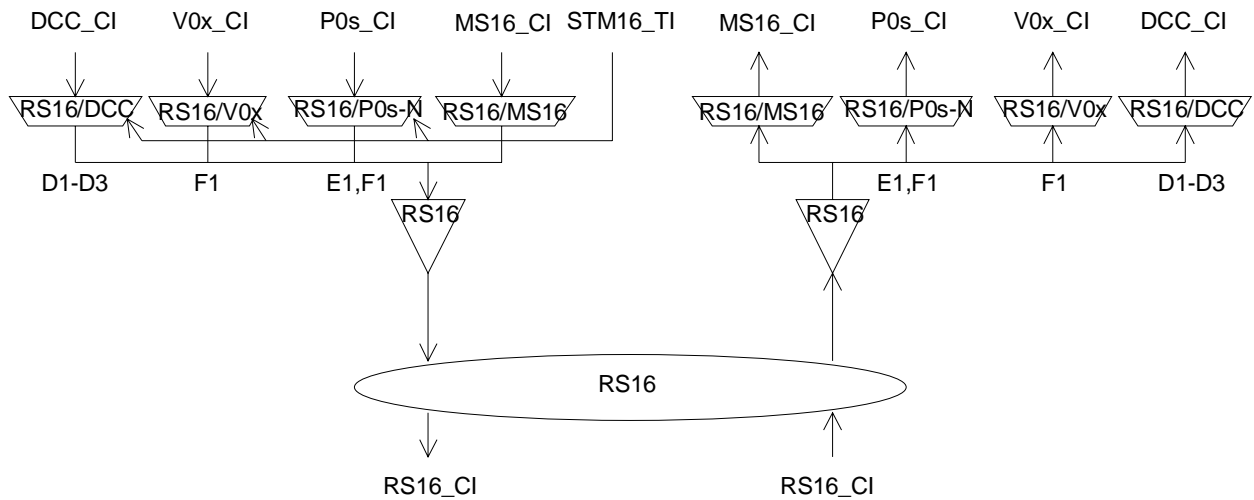 DCC_CI V0x_CI P0s_CI MS16_CI STM16_TI MS16_CI P0s_CI V0x_CI DCC_CI
RS16/DCC RS16/V0x RS16/P0s-N RS16/MS16 RS16/MS16 RS16/P0s-N RS16/V0x RS16/DCC
D1-D3 F1 E1,F1 E1,F1 F1 D1-D3
RS16 RS16
RS16
RS16_CI RS16_CI